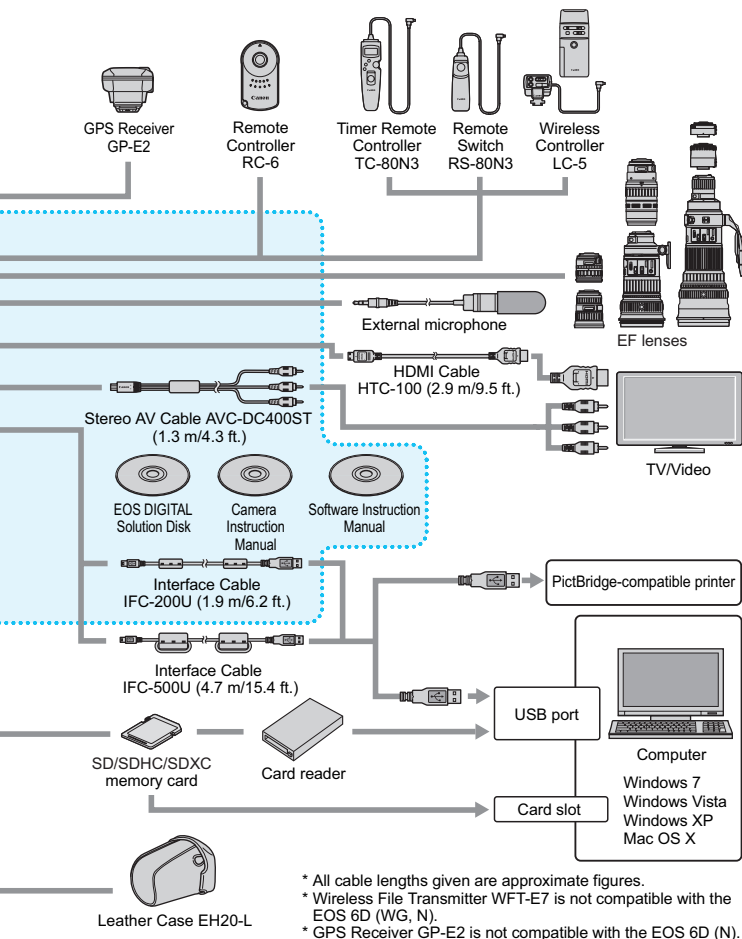 GPS Receiver
GP-E2
Remote
Controller
RC-6
Timer Remote
Controller
TC-80N3
Remote
Switch
RS-80N3
Wireless
Controller
LC-5
Canon
External microphone
EF lenses
HDMI Cable
HTC-100 (2.9 m/9.5 ft.)
Stereo AV Cable AVC-DC400ST
(1.3 m/4.3 ft.)
TV/Video
EOS DIGITAL
Solution Disk
Camera
Instruction
Manual
Software Instruction
Manual
Interface Cable
IFC-200U (1.9 m/6.2 ft.)
PictBridge-compatible printer
Interface Cable
IFC-500U (4.7 m/15.4 ft.)
USB port
Computer
SD/SDHC/SDXC
memory card
Card reader
Windows 7
Windows Vista
Windows XP
Mac OS X
Card slot
Leather Case EH20-L
* All cable lengths given are approximate figures.
* Wireless File Transmitter WFT-E7 is not compatible with the
EOS 6D (WG, N).
* GPS Receiver GP-E2 is not compatible with the EOS 6D (N).